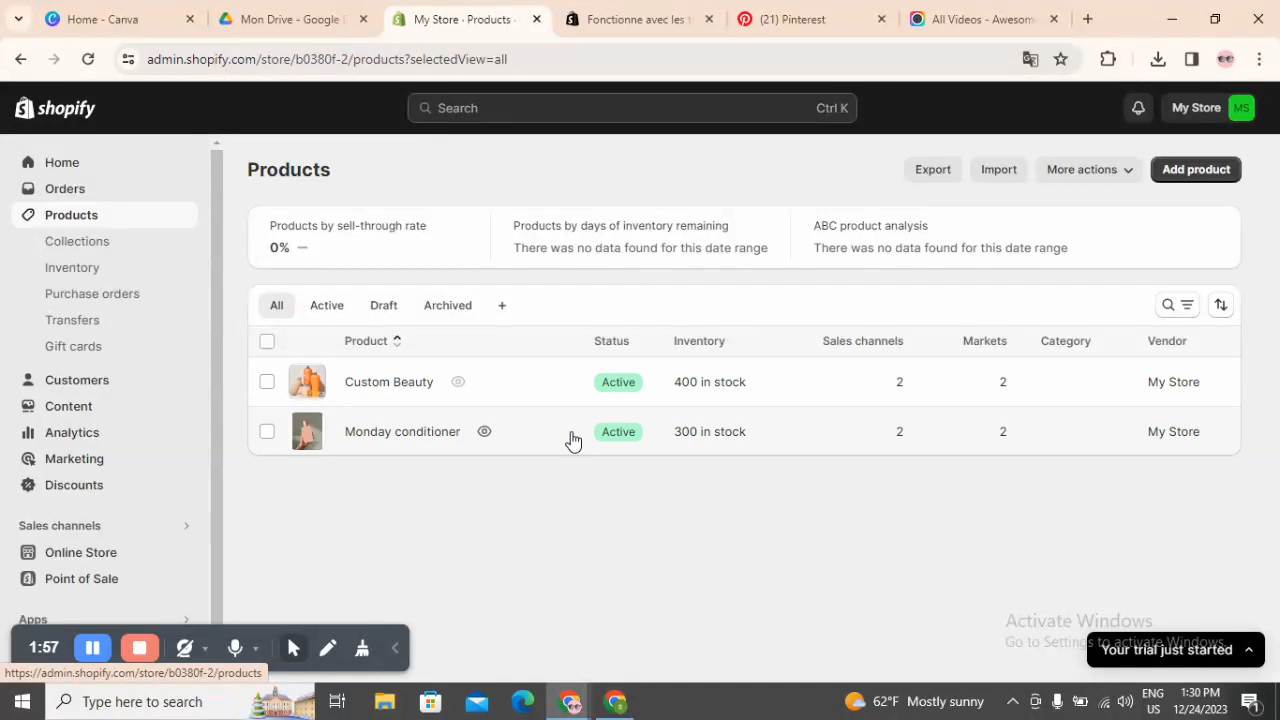 Home - Canva
Mon Drive - Google
My Store · Products ·
Fonctionne avec les t
(21) Pinterest
All Videos - Awesom
admin.shopify.com/store/b0380f-2/products?selectedView=all
shopify
Search
Ctrl K
My Store
MS
Home
Orders
Products
Collections
Inventory
Purchase orders
Transfers
Gift cards
Customers
Content
Analytics
Marketing
Discounts
Sales channels
Online Store
Point of Sale
Apps
Products
Export
Import
More actions
Add product
Products by sell-through rate
0% —
Products by days of inventory remaining
There was no data found for this date range
ABC product analysis
There was no data found for this date range
All
Active
Draft
Archived
+
Product
Status
Inventory
Sales channels
Markets
Category
Vendor
Custom Beauty
Active
400 in stock
2
2
My Store
Monday conditioner
Active
300 in stock
2
2
My Store
Activate Windows
Go to Settings to activate Windows.
Your trial just started
1:57
https://admin.shopify.com/store/b0380f-2/products
Type here to search
62°F Mostly sunny
ENG
US
1:30 PM
12/24/2023
1